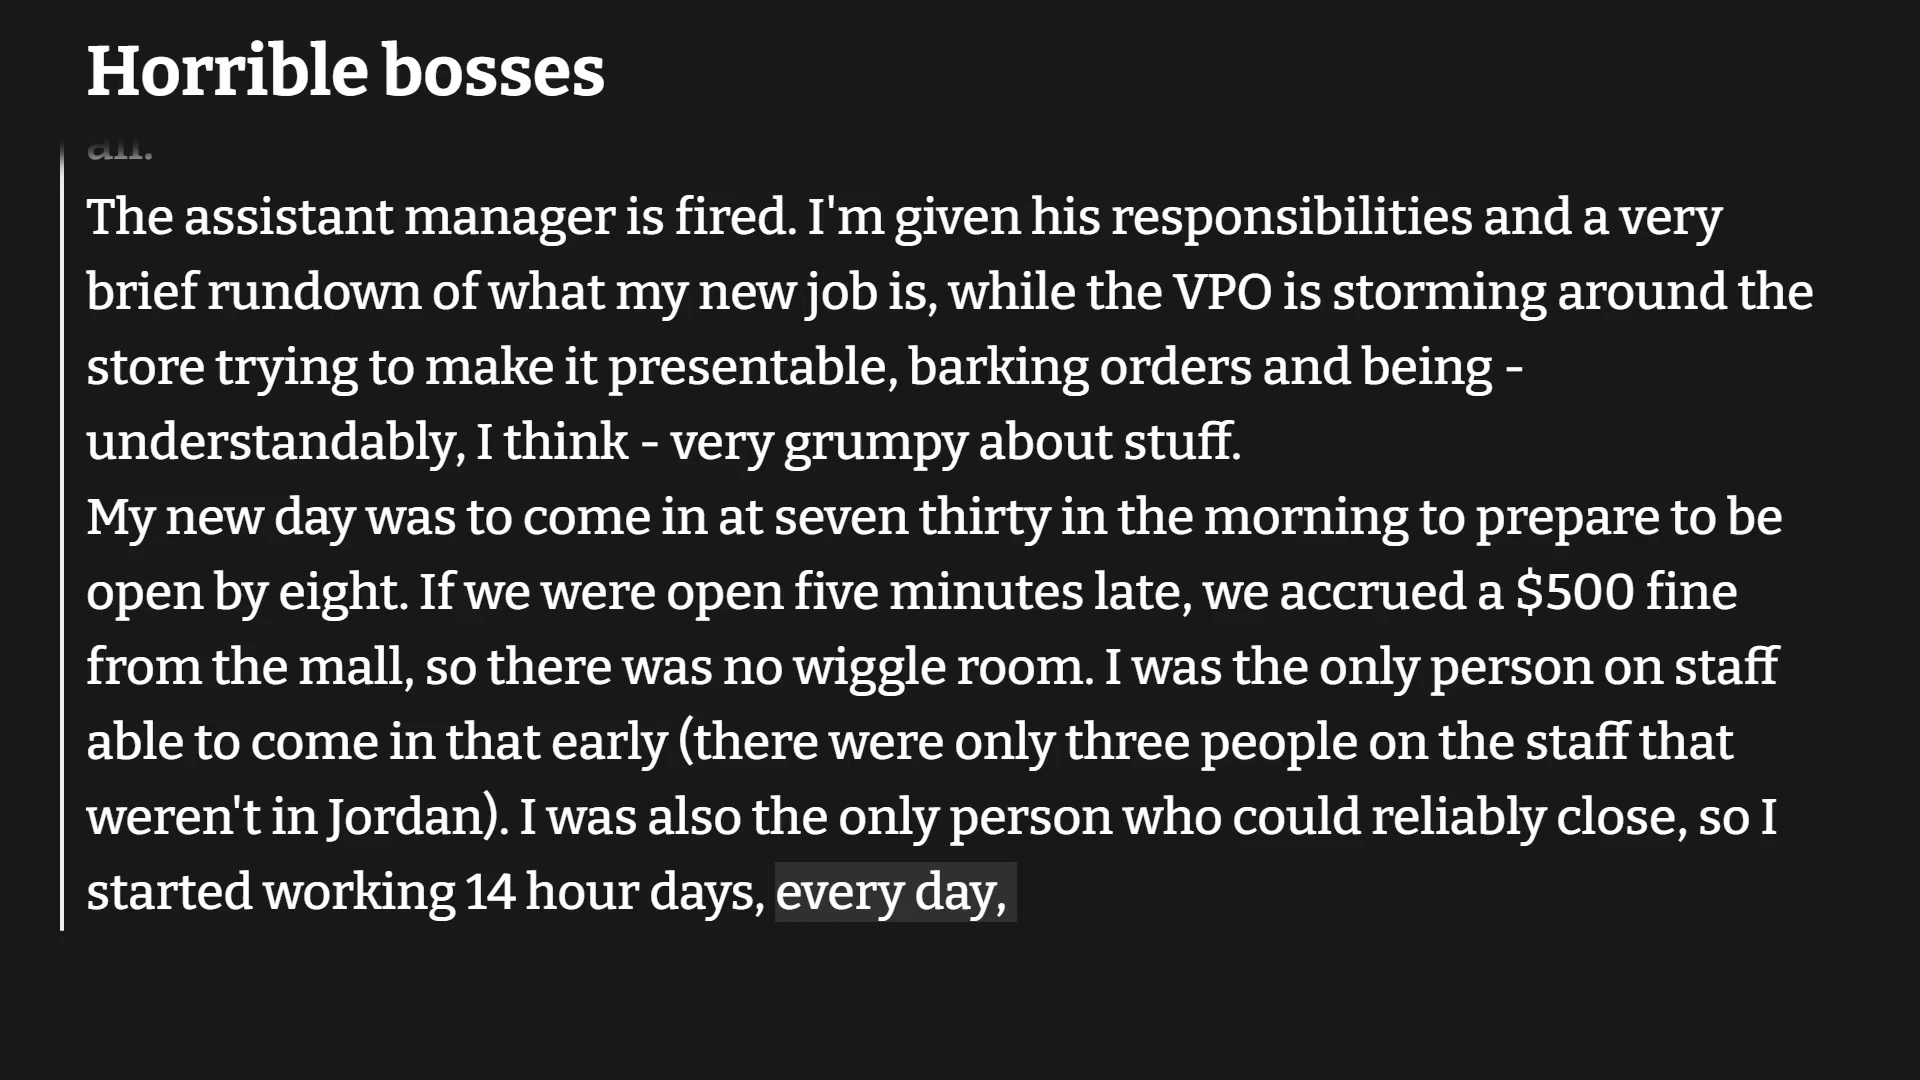 Horrible bosses
all.
The assistant manager is fired. I'm given his responsibilities and a very
brief rundown of what my new job is, while the VPO is storming around the
store trying to make it presentable, barking orders and being -
understandably, I think - very grumpy about stuff.
My new day was to come in at seven thirty in the morning to prepare to be
open by eight. If we were open five minutes late, we accrued a $500 fine
from the mall, so there was no wiggle room. I was the only person on staff
able to come in that early (there were only three people on the staff that
weren't in Jordan). I was also the only person who could reliably close, so I
started working 14 hour days, every day,